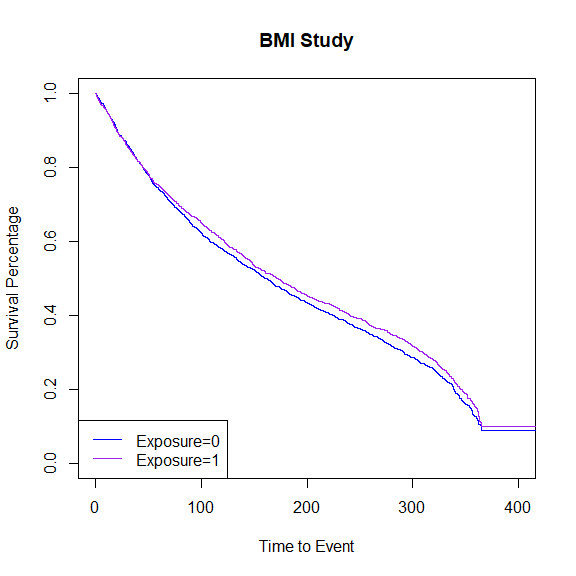 BMI Study
Survival Percentage
1.0
0.8
0.6
0.4
0.2
0.0
Exposure=0
Exposure=1
0 100 200 300 400
Time to Event